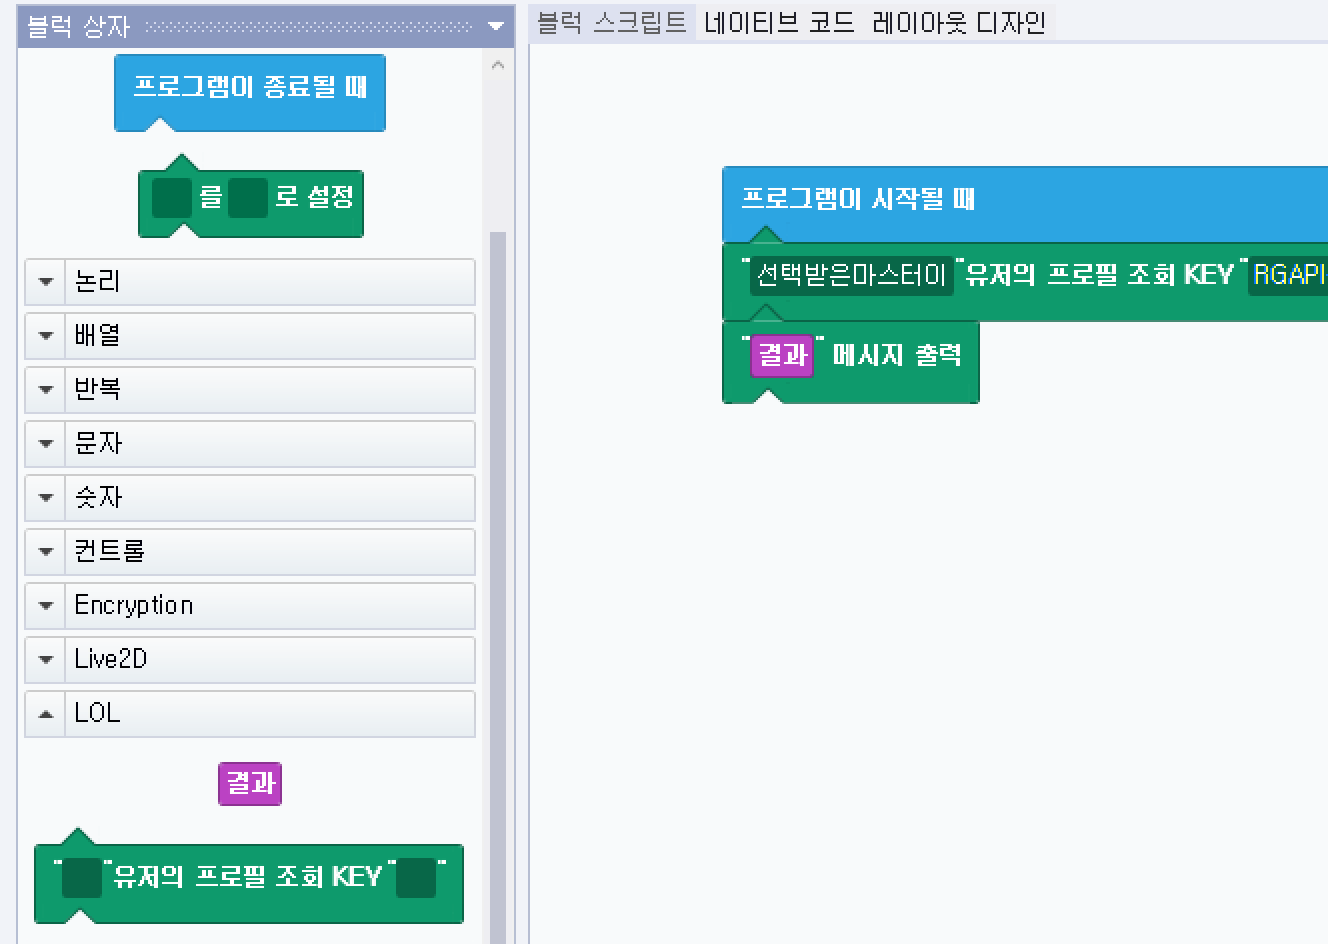 블럭 상자
프로그램이 종료될 때
를 로 설정
논리
배열
반복
문자
숫자
컨트롤
Encryption
Live2D
LOL
결과
" "유저의 프로필 조회 KEY " "
블럭 스크립트 네이티브 코드 레이아웃 디자인
프로그램이 시작될 때
"선택받은마스터이"유저의 프로필 조회 KEY "RGAPI
"결과" 메시지 출력